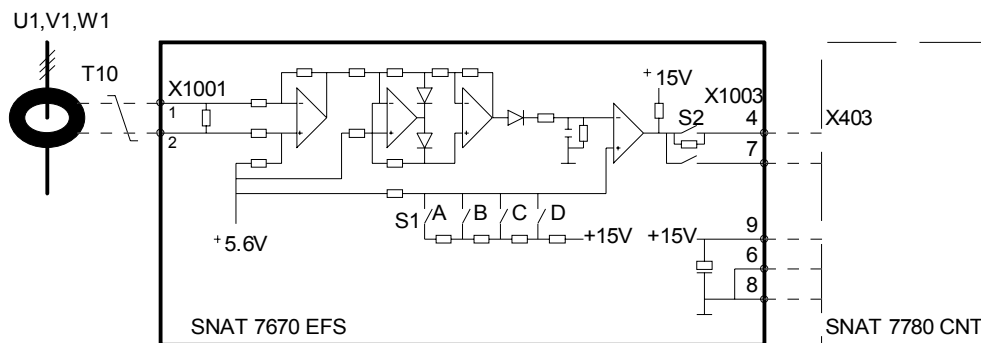 U1,V1,W1
T10
X1001
1
2
+15V
X1003
S2
4
X403
7
S1
A
B
C
D
+5.6V
+15V
+15V
9
6
8
SNAT 7670 EFS
SNAT 7780 CNT